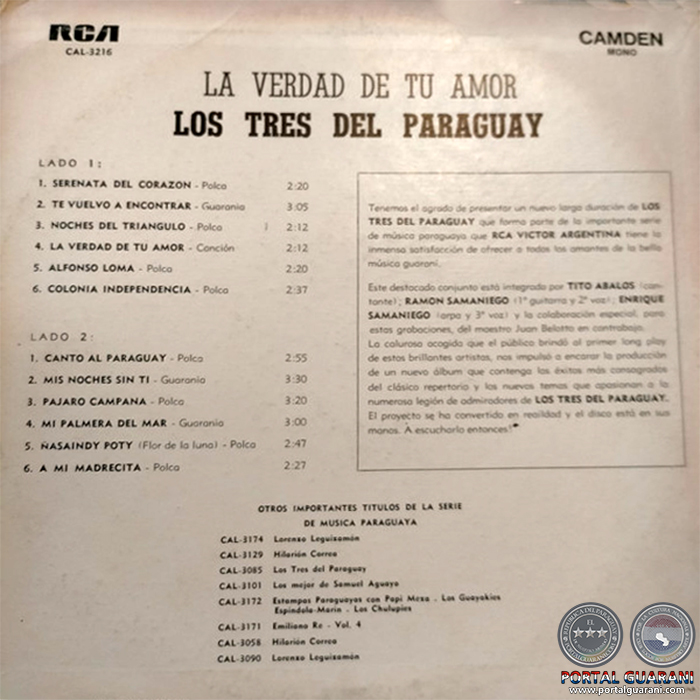 RCA
CAL-3216
CAMDEN
MONO
LA VERDAD DE TU AMOR
LOS TRES DEL PARAGUAY
LADO 1:
1. SERENATA DEL CORAZON - Polca 2:20
2. TE VUELVO A ENCONTRAR - Guarania 3:05
3. NOCHES DEL TRIANGULO - Polca 2:12
4. LA VERDAD DE TU AMOR - Canción 2:12
5. ALFONSO LOMA - Polca 2:20
6. COLONIA INDEPENDENCIA - Polca 2:37
LADO 2:
1. CANTO AL PARAGUAY - Polca 2:55
2. MIS NOCHES SIN TI - Guarania 3:30
3. PAJARO CAMPANA - Polca 3:20
4. MI PALMERA DEL MAR - Guarania 3:00
5. ÑASAINDY POTY (Flor de la luna) - Polca 2:47
6. A MI MADRECITA - Polca 2:27
Tenemos el agrado de presentar un nuevo larga duración de LOS
TRES DEL PARAGUAY que forma parte de la importante serie
de música paraguaya que RCA VICTOR ARGENTINA tiene la
inmensa satisfacción de ofrecer a todos los amantes de la bella
música guaraní.
Este destacado conjunto está integrado por TITO ABALOS (can-
tante); RAMON SAMANIEGO (1ª guitarra y 2ª voz); ENRIQUE
SAMANIEGO (arpa y 3ª voz) y la colaboración especial, para
estas grabaciones, del maestro Juan Belotto en contrabajo.
La calurosa acogida que el público brindó al primer long play
de estos brillantes artistas, nos impulsó a encarar la producción
de un nuevo álbum que contenga los éxitos más consagrados
del clásico repertorio y los nuevos temas que apasionan a la
numerosa legión de admiradores de LOS TRES DEL PARAGUAY.
El proyecto se ha convertido en realidad y el disco está en sus
manos. A escucharlo entonces!
OTROS IMPORTANTES TITULOS DE LA SERIE
DE MUSICA PARAGUAYA
CAL-3174 Lorenzo Leguizamón
CAL-3129 Hilarión Correa
CAL-3085 Los Tres del Paraguay
CAL-3101 Los mejor de Samuel Aguayo
CAL-3172 Estampas Paraguayas con Papi Meza - Los Guayakies
Espindola-Marin - Los Chulupies
CAL-3171 Emiliano Re - Vol. 4
CAL-3058 Hilarión Correa
CAL-3090 Lorenzo Leguizamón
PORTAL GUARANI
www.portalguarani.com